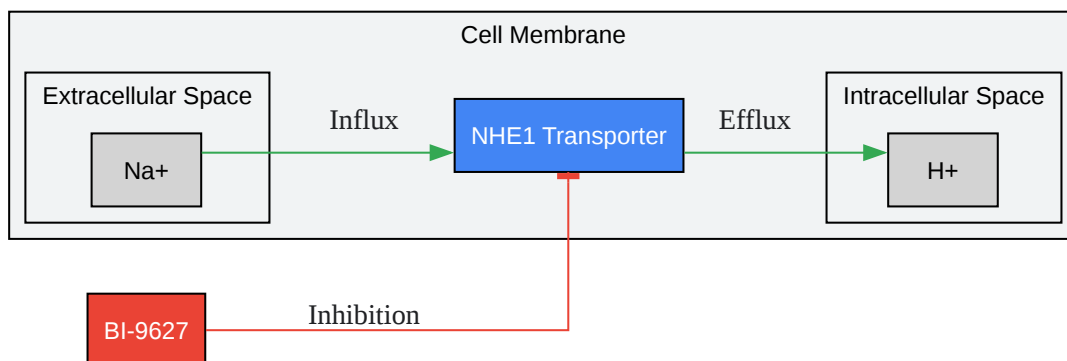 Cell Membrane
Extracellular Space
Intracellular Space
Influx
NHE1 Transporter
Efflux
Na+
H+
Inhibition
BI-9627